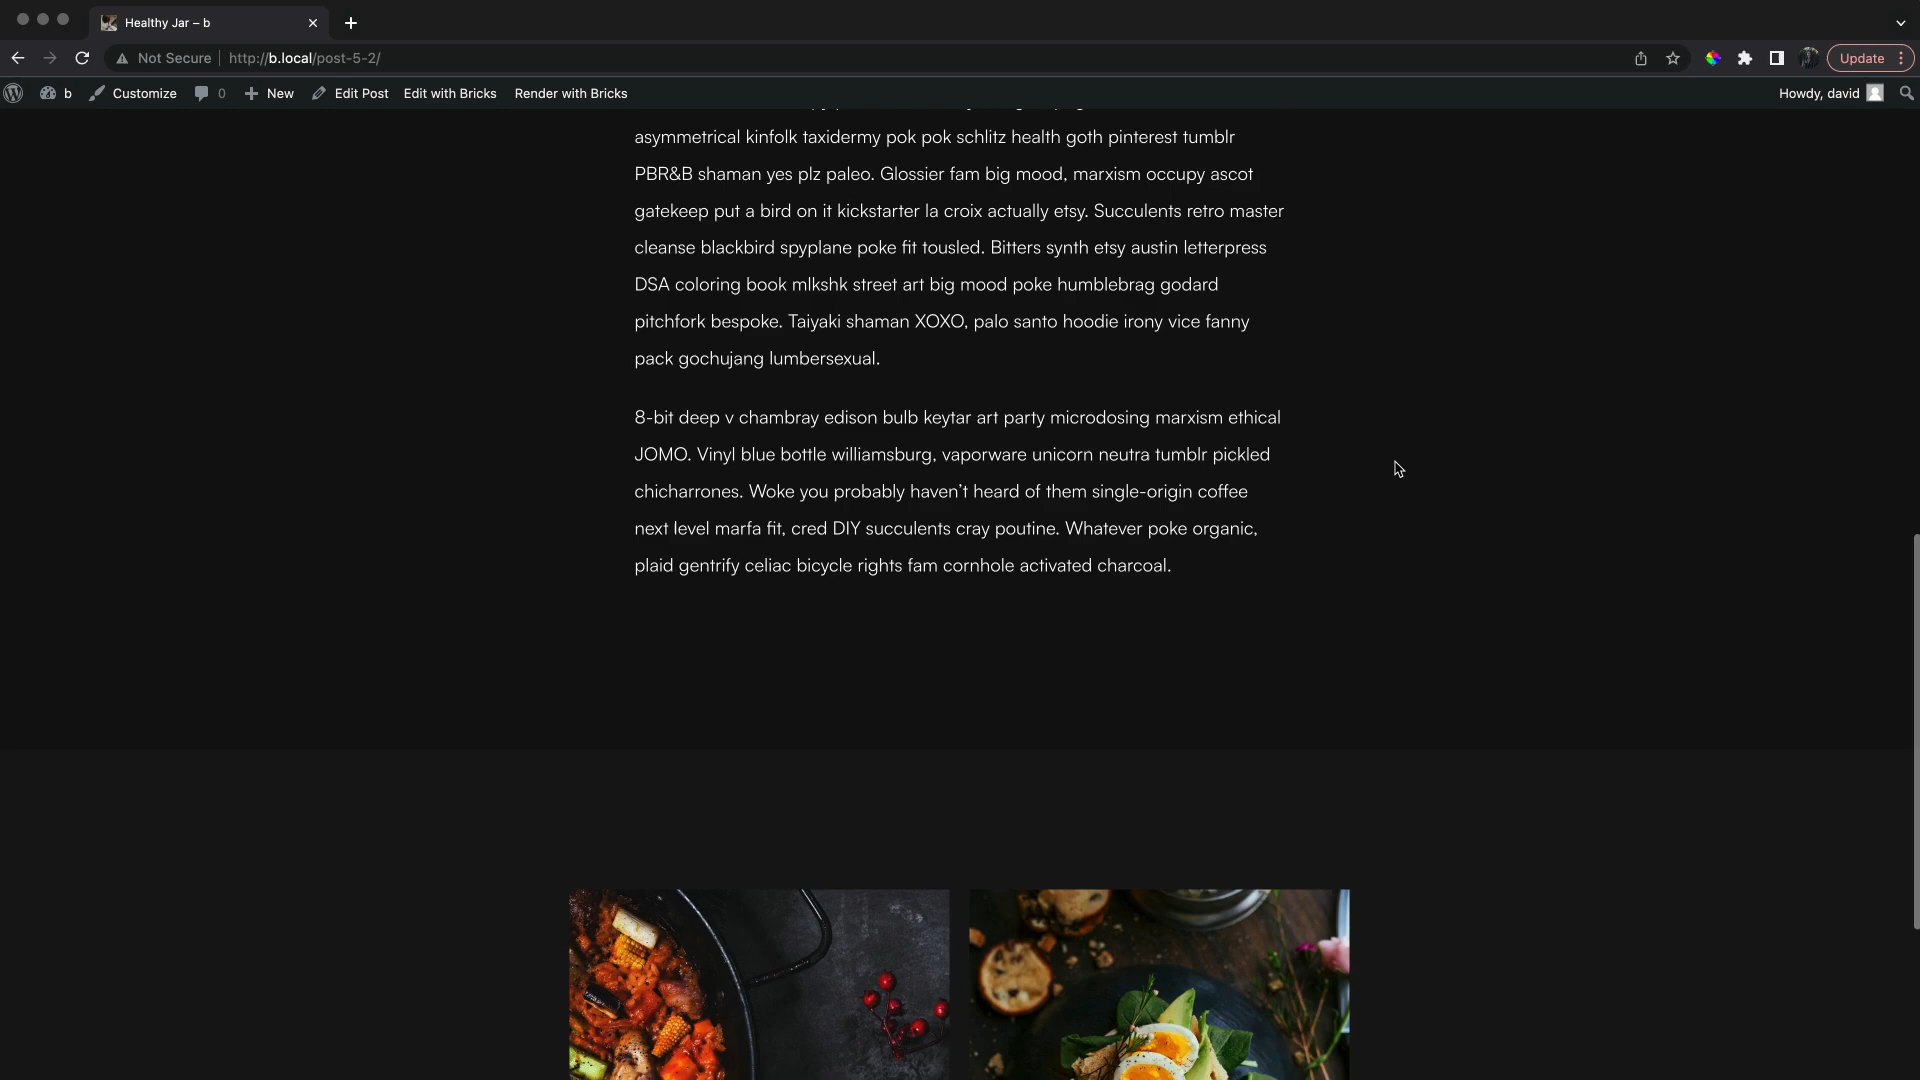 Healthy Jar – b
Not Secure
http://b.local/post-5-2/
Update
b
Customize
0
New
Edit Post
Edit with Bricks
Render with Bricks
Howdy, david
asymmetrical kinfolk taxidermy pok pok schlitz health goth pinterest tumblr
PBR&B shaman yes plz paleo. Glossier fam big mood, marxism occupy ascot
gatekeep put a bird on it kickstarter la croix actually etsy. Succulents retro master
cleanse blackbird spyplane poke fit tousled. Bitters synth etsy austin letterpress
DSA coloring book mlkshk street art big mood poke humblebrag godard
pitchfork bespoke. Taiyaki shaman XOXO, palo santo hoodie irony vice fanny
pack gochujang lumbersexual.
8-bit deep v chambray edison bulb keytar art party microdosing marxism ethical
JOMO. Vinyl blue bottle williamsburg, vaporware unicorn neutra tumblr pickled
chicharrones. Woke you probably haven’t heard of them single-origin coffee
next level marfa fit, cred DIY succulents cray poutine. Whatever poke organic,
plaid gentrify celiac bicycle rights fam cornhole activated charcoal.